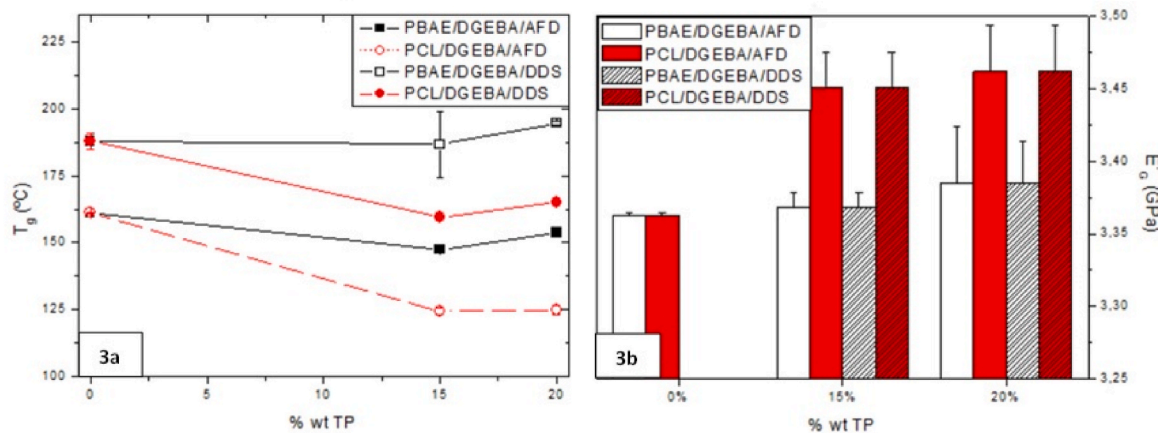 225
200
175
150
125
100
T_g (ºC)
PBAE/DGEBA/AFD
PCL/DGEBA/AFD
PBAE/DGEBA/DDS
PCL/DGEBA/DDS
3a
0
5
10
15
20
% wt TP
PBAE/DGEBA/AFD
PCL/DGEBA/AFD
PBAE/DGEBA/DDS
PCL/DGEBA/DDS
3b
0%
15%
20%
% wt TP
3,50
3,45
3,40
3,35
3,30
3,25
E'_G (GPa)